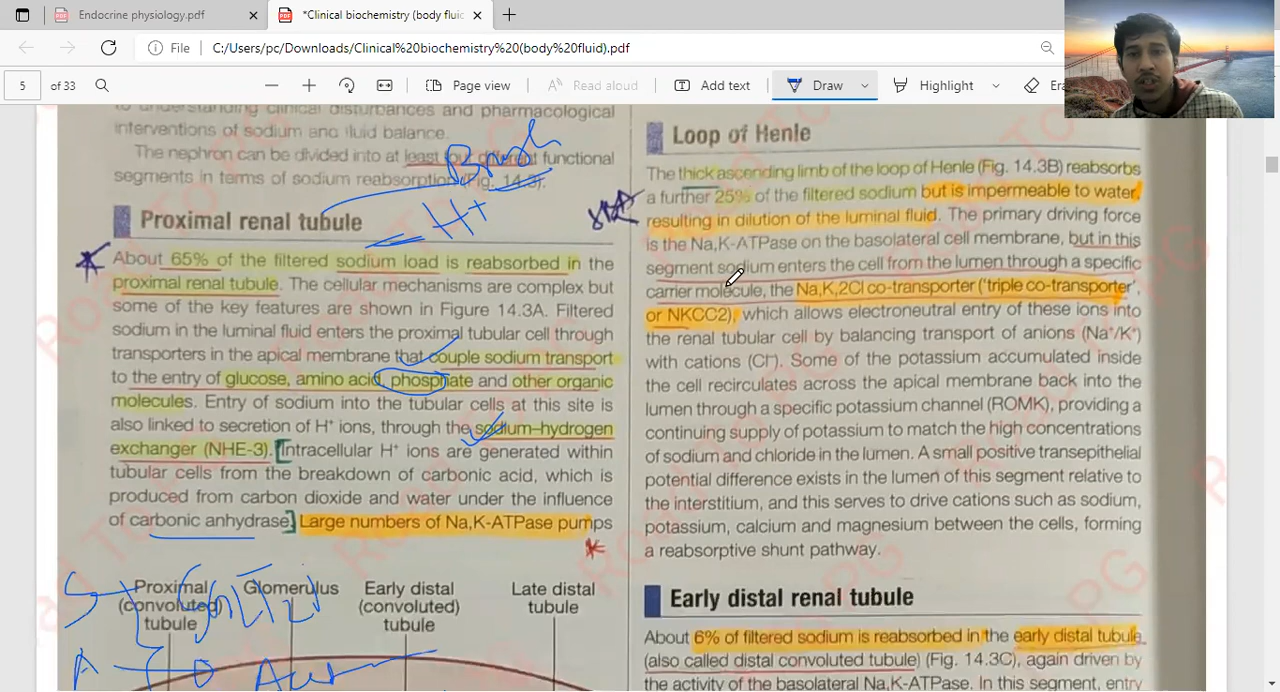 Endocrine physiology.pdf
*Clinical biochemistry (body fluid
File
C:/Users/pc/Downloads/Clinical%20biochemistry%20(body%20fluid).pdf
5
of 33
Page view
Read aloud
Add text
Draw
Highlight
Era
to understanding clinical disturbances and pharmacological
interventions of sodium and fluid balance.
The nephron can be divided into at least four different functional
segments in terms of sodium reabsorption (Fig. 14.3).
Brush
H+
Proximal renal tubule
About 65% of the filtered sodium load is reabsorbed in the
proximal renal tubule. The cellular mechanisms are complex but
some of the key features are shown in Figure 14.3A. Filtered
sodium in the luminal fluid enters the proximal tubular cell through
transporters in the apical membrane that couple sodium transport
to the entry of glucose, amino acid, phosphate and other organic
molecules. Entry of sodium into the tubular cells at this site is
also linked to secretion of H+ ions, through the sodium–hydrogen
exchanger (NHE-3). Intracellular H+ ions are generated within
tubular cells from the breakdown of carbonic acid, which is
produced from carbon dioxide and water under the influence
of carbonic anhydrase. Large numbers of Na,K-ATPase pumps
Proximal
(convoluted)
tubule
Glomerulus
Early distal
(convoluted)
tubule
Late distal
tubule
Loop of Henle
The thick ascending limb of the loop of Henle (Fig. 14.3B) reabsorbs
a further 25% of the filtered sodium but is impermeable to water,
resulting in dilution of the luminal fluid. The primary driving force
is the Na,K-ATPase on the basolateral cell membrane, but in this
segment sodium enters the cell from the lumen through a specific
carrier molecule, the Na,K,2Cl co-transporter ('triple co-transporter',
or NKCC2), which allows electroneutral entry of these ions into
the renal tubular cell by balancing transport of anions (Na+/K+)
with cations (Cl-). Some of the potassium accumulated inside
the cell recirculates across the apical membrane back into the
lumen through a specific potassium channel (ROMK), providing a
continuing supply of potassium to match the high concentrations
of sodium and chloride in the lumen. A small positive transepithelial
potential difference exists in the lumen of this segment relative to
the interstitium, and this serves to drive cations such as sodium,
potassium, calcium and magnesium between the cells, forming
a reabsorptive shunt pathway.
Early distal renal tubule
About 6% of filtered sodium is reabsorbed in the early distal tubule
(also called distal convoluted tubule) (Fig. 14.3C), again driven by
the activity of the basolateral Na,K-ATPase. In this segment, entry